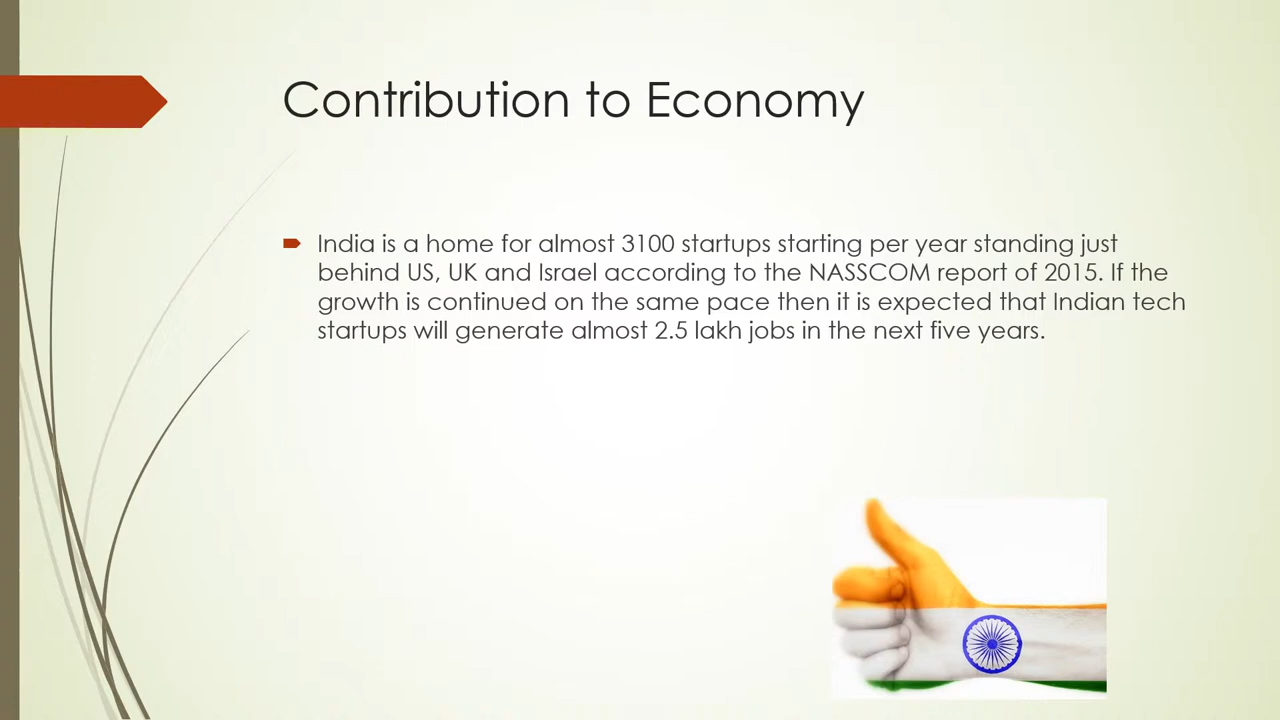 Contribution to Economy
India is a home for almost 3100 startups starting per year standing just
behind US, UK and Israel according to the NASSCOM report of 2015. If the
growth is continued on the same pace then it is expected that Indian tech
startups will generate almost 2.5 lakh jobs in the next five years.